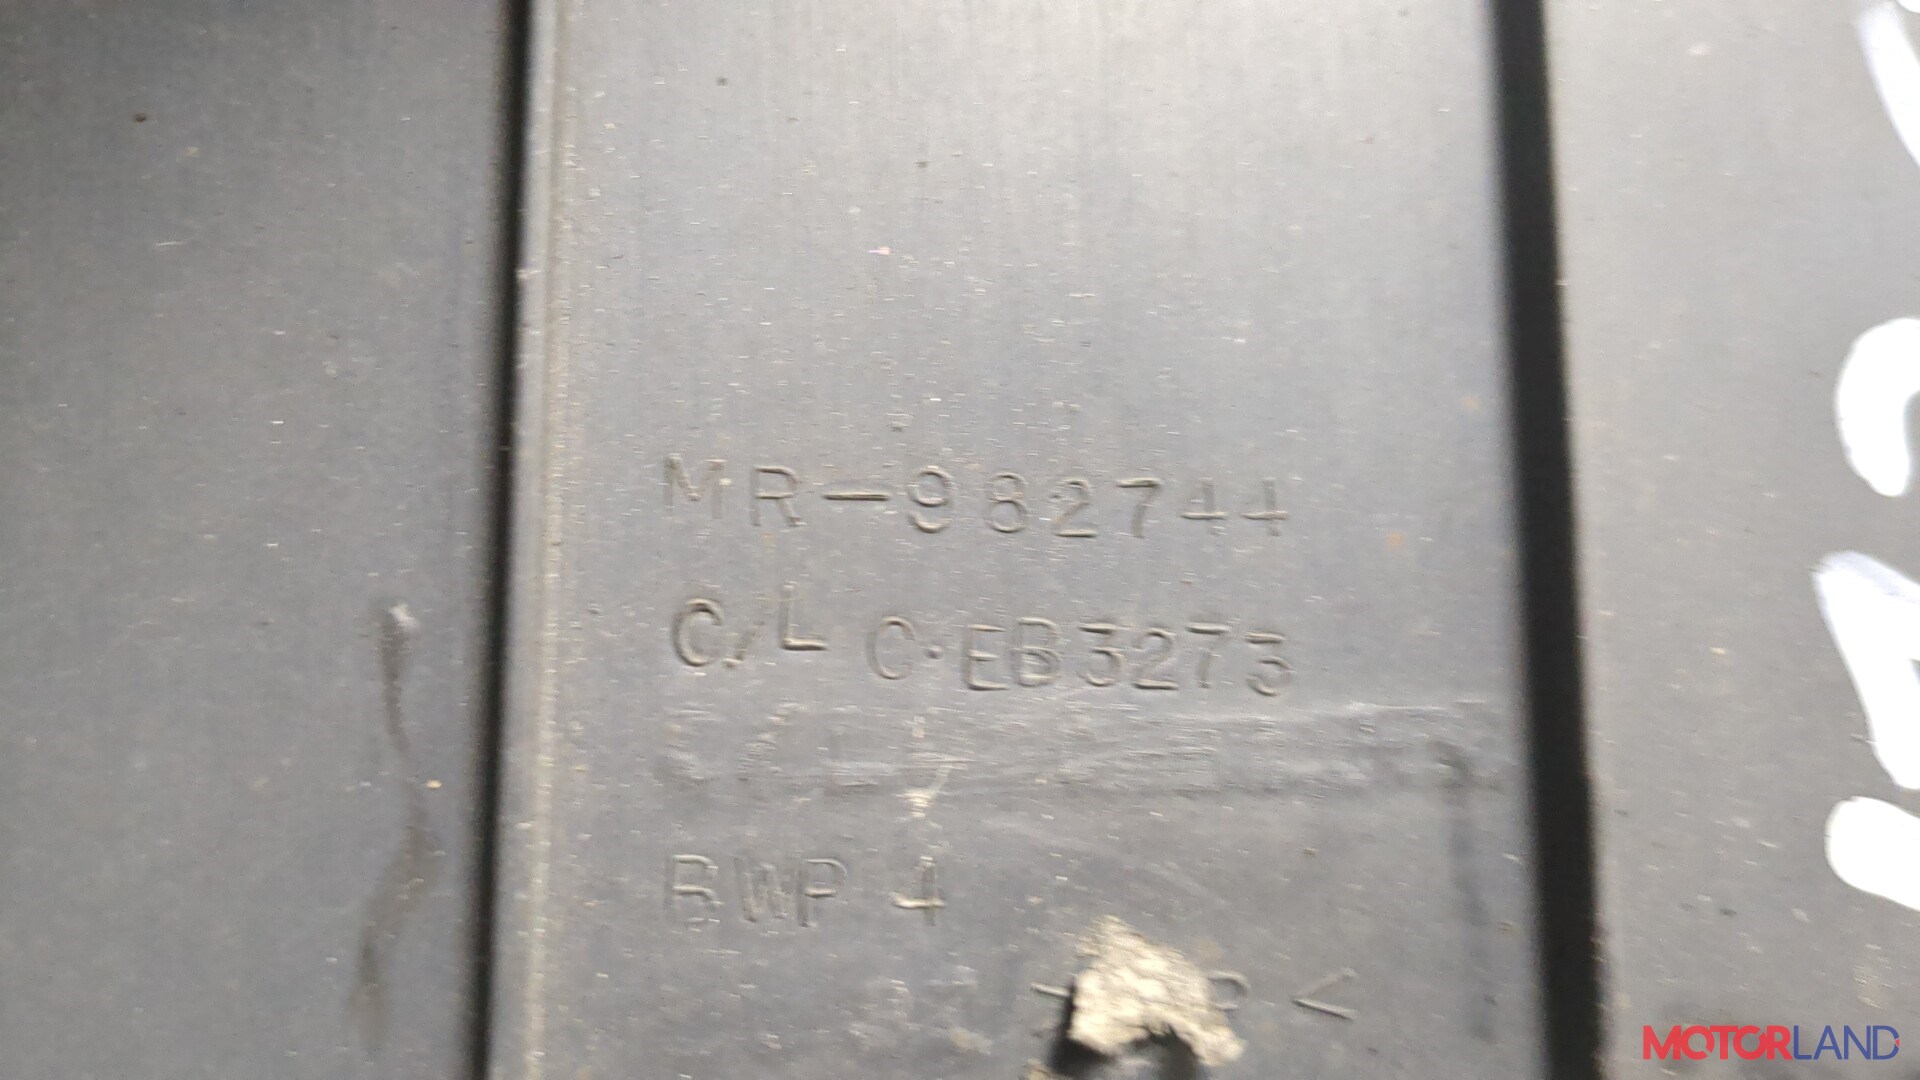 MR-982744
C/L C·EB3273
BWP 4
P<
MOTORLAND